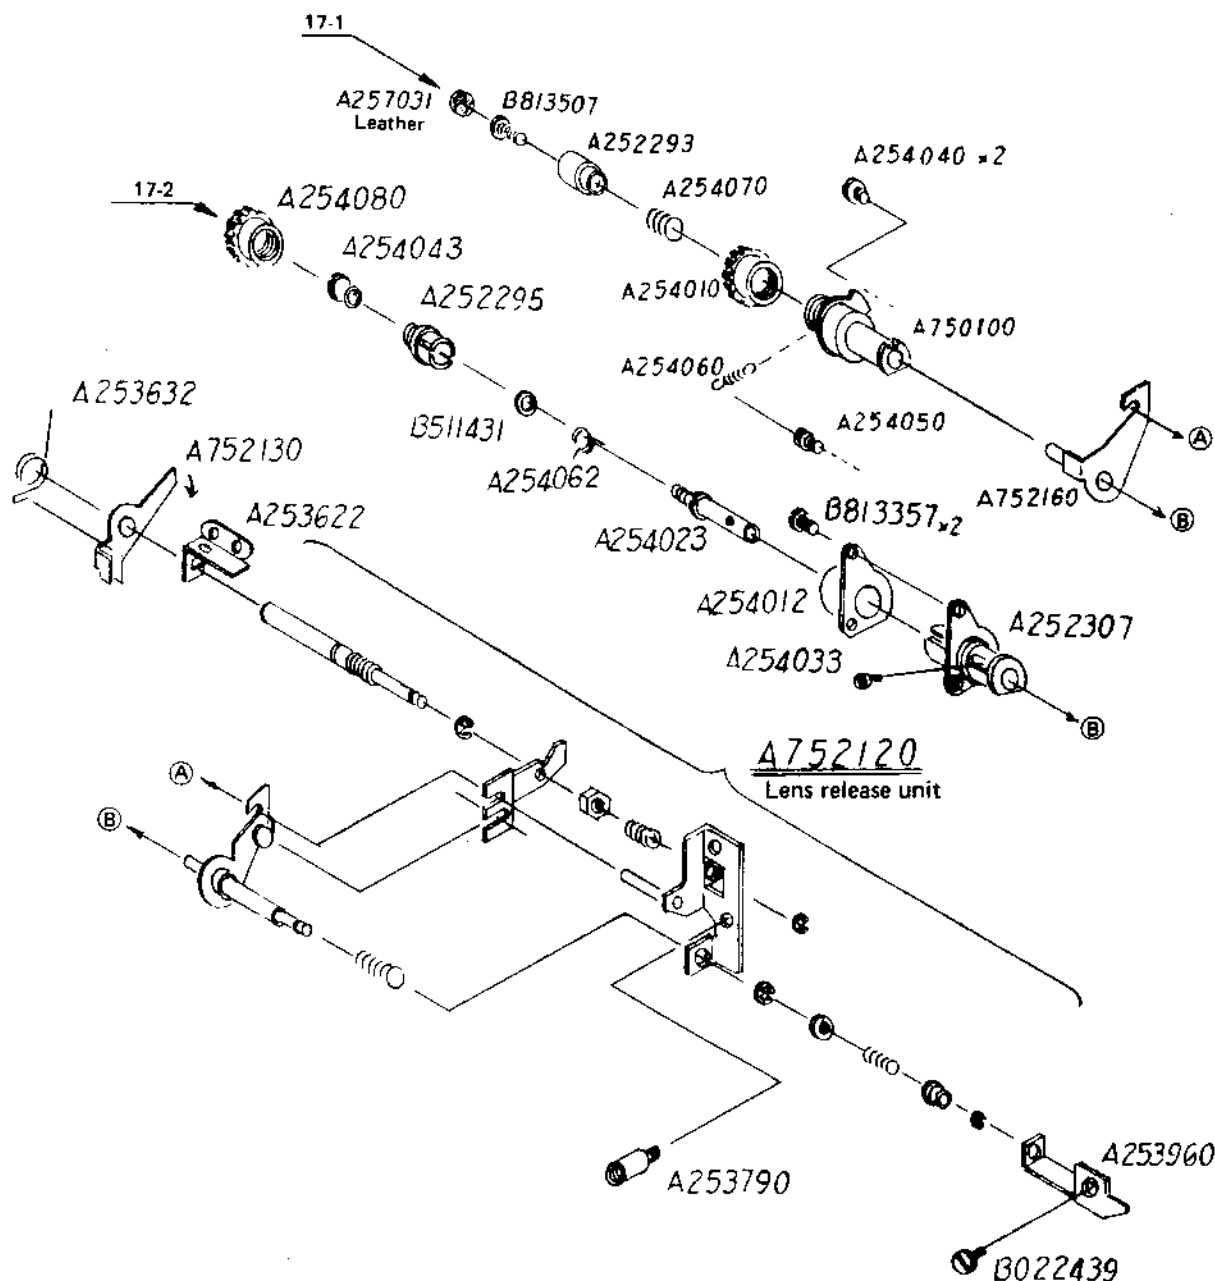 17-1
A257031
Leather
B813507
A252293
A254040 ×2
17-2
A254080
A254070
A254043
A254010
A252295
A750100
A254060
A253632
B511431
A254050
A752130
A254062
A752160
Ⓐ
Ⓑ
A253622
A254023
B813357×2
A254012
A252307
A254033
Ⓑ
A752120
Lens release unit
Ⓐ
Ⓑ
A253790
A253960
B022439